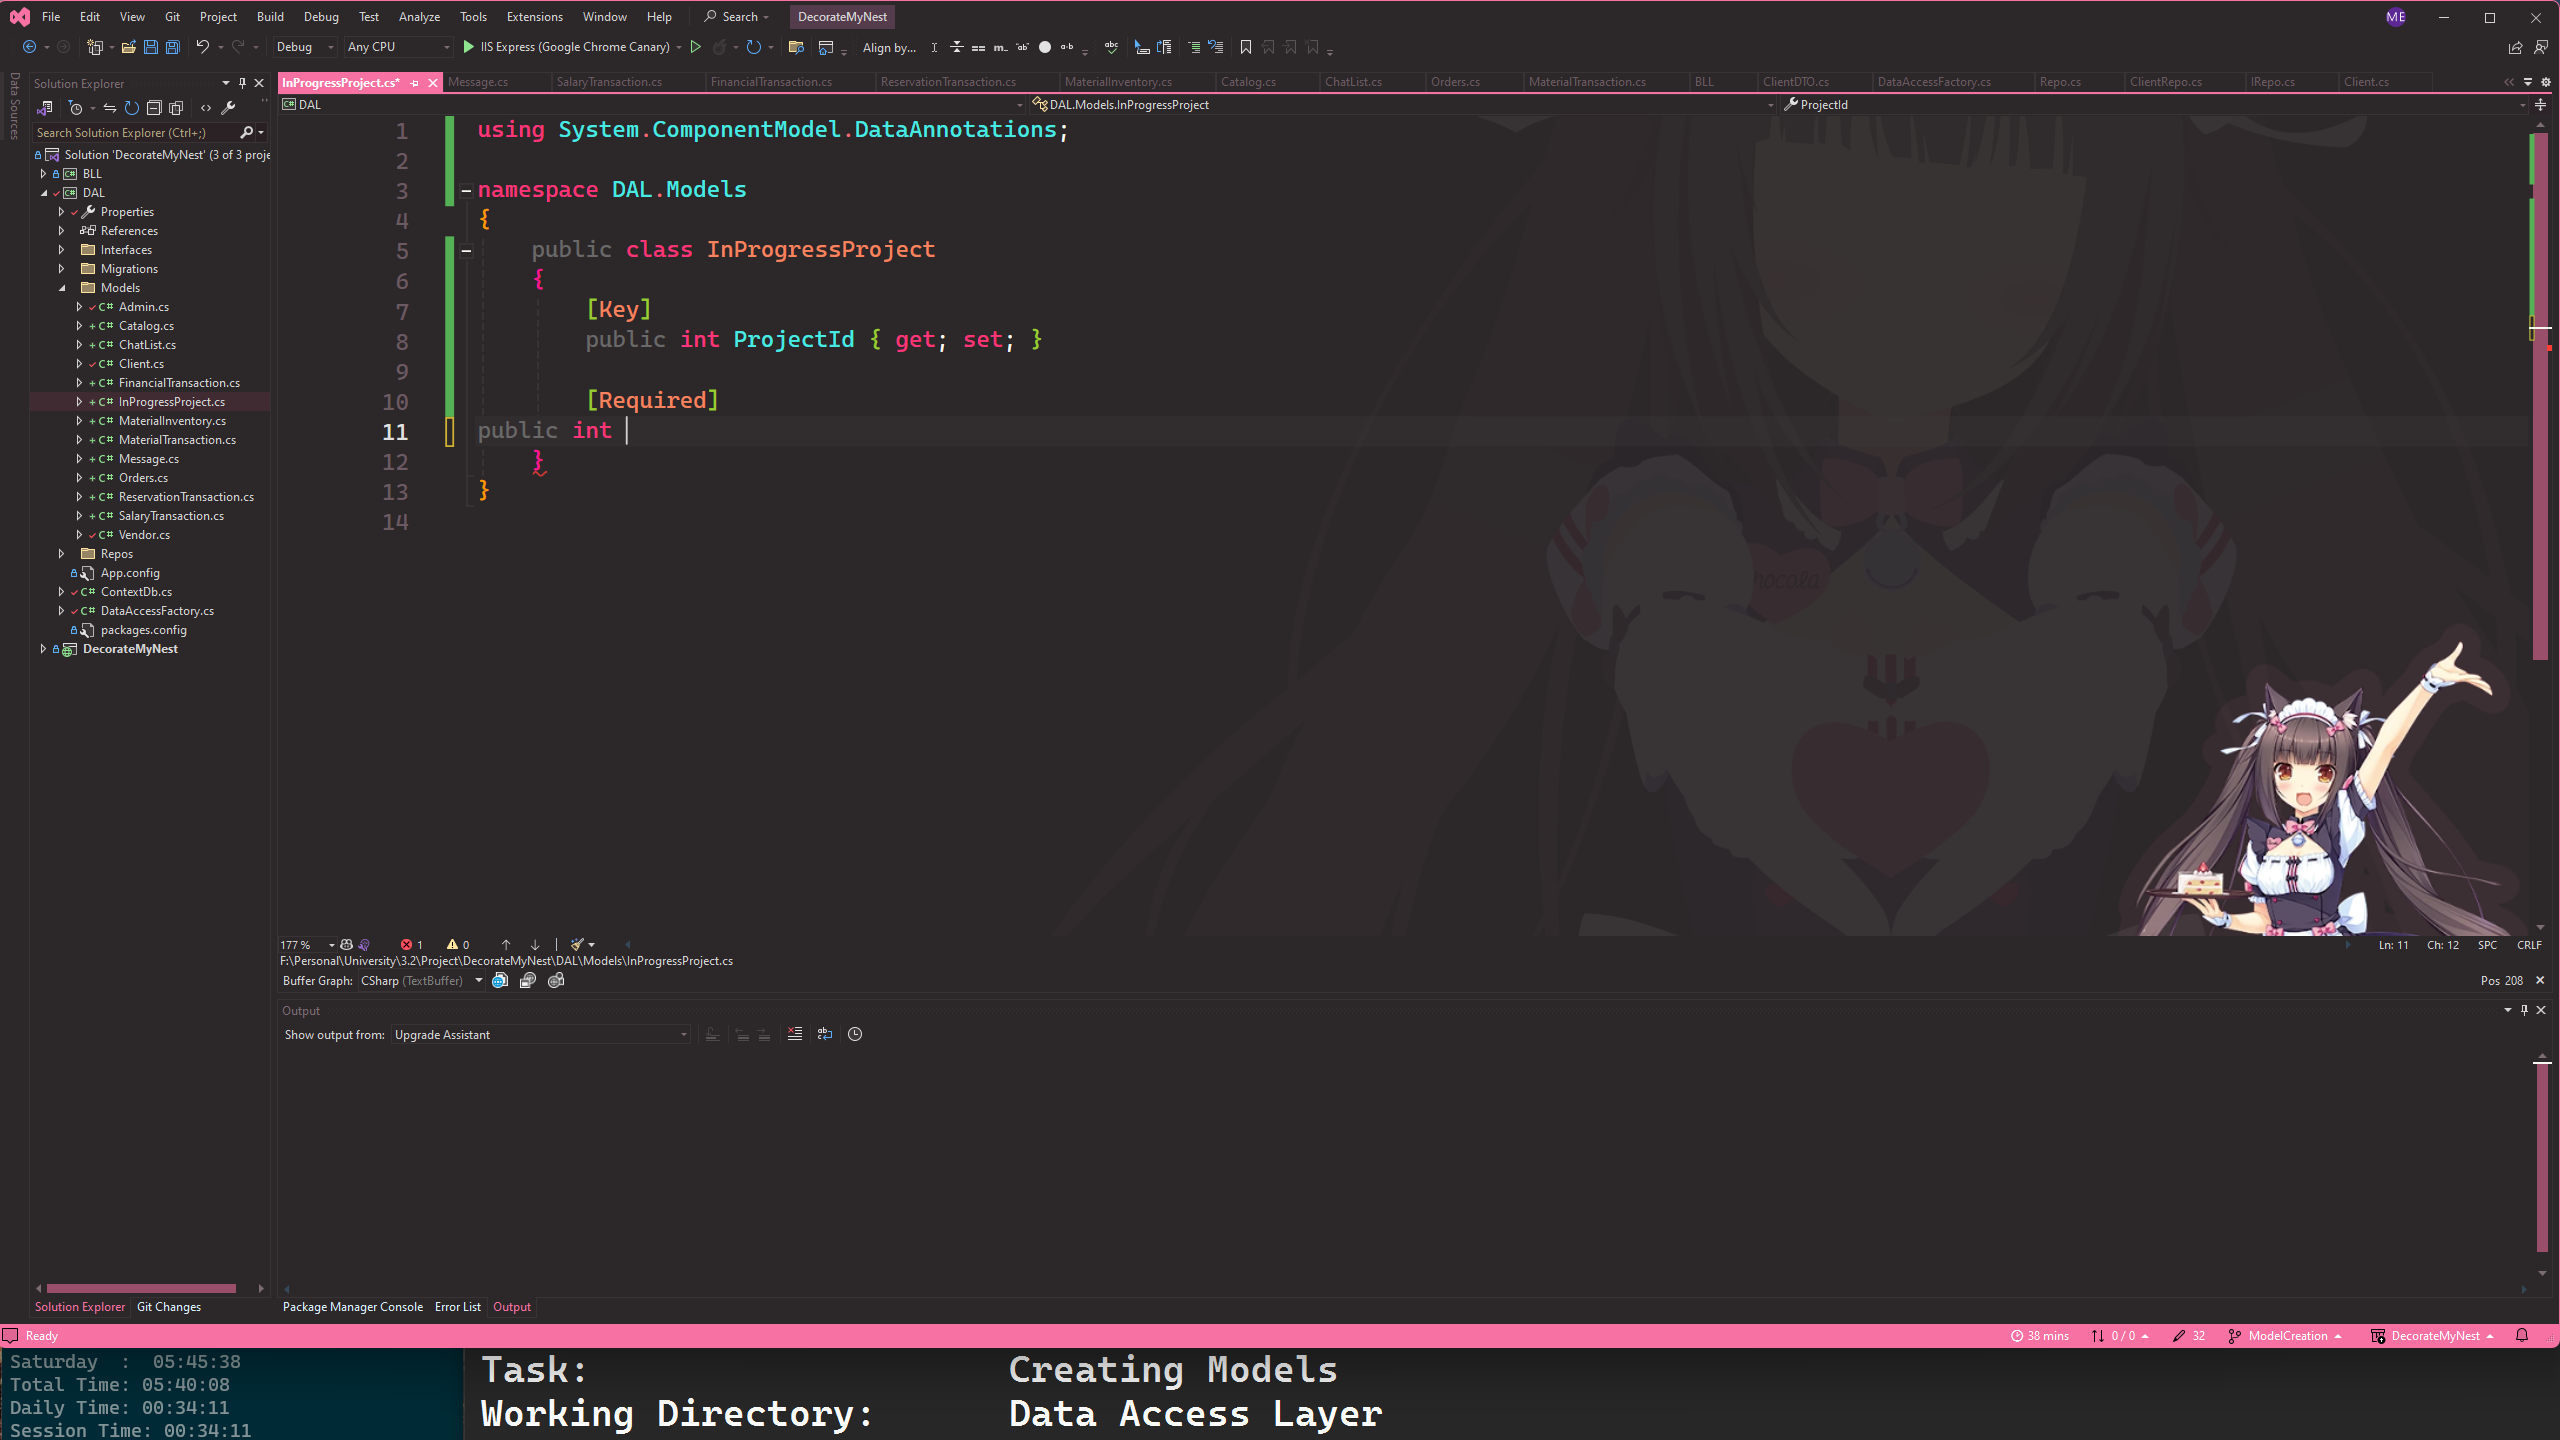 File Edit View Git Project Build Debug Test Analyze Tools Extensions Window Help Search DecorateMyNest ME
Debug Any CPU IIS Express (Google Chrome Canary) Align by...
Data Sources
Solution Explorer
Search Solution Explorer (Ctrl+;)
Solution 'DecorateMyNest' (3 of 3 proje
BLL
DAL
Properties
References
Interfaces
Migrations
Models
C# Admin.cs
C# Catalog.cs
C# ChatList.cs
C# Client.cs
C# FinancialTransaction.cs
C# InProgressProject.cs
C# MaterialInventory.cs
C# MaterialTransaction.cs
C# Message.cs
C# Orders.cs
C# ReservationTransaction.cs
C# SalaryTransaction.cs
C# Vendor.cs
Repos
App.config
C# ContextDb.cs
C# DataAccessFactory.cs
packages.config
DecorateMyNest
Solution Explorer Git Changes
InProgressProject.cs* Message.cs SalaryTransaction.cs FinancialTransaction.cs ReservationTransaction.cs MaterialInventory.cs Catalog.cs ChatList.cs Orders.cs MaterialTransaction.cs BLL ClientDTO.cs DataAccessFactory.cs Repo.cs ClientRepo.cs IRepo.cs Client.cs
DAL DAL.Models.InProgressProject ProjectId
1 using System.ComponentModel.DataAnnotations;
2
3 namespace DAL.Models
4 {
5 public class InProgressProject
6 {
7 [Key]
8 public int ProjectId { get; set; }
9
10 [Required]
11 public int
12 }
13 }
14
177 % 1 0 Ln: 11 Ch: 12 SPC CRLF
F:\Personal\University\3.2\Project\DecorateMyNest\DAL\Models\InProgressProject.cs
Buffer Graph: CSharp (TextBuffer) Pos 208
Output
Show output from: Upgrade Assistant
Package Manager Console Error List Output
Ready 38 mins 0 / 0 32 ModelCreation DecorateMyNest
Saturday : 05:45:38
Total Time: 05:40:08
Daily Time: 00:34:11
Session Time: 00:34:11
Task: Creating Models
Working Directory: Data Access Layer